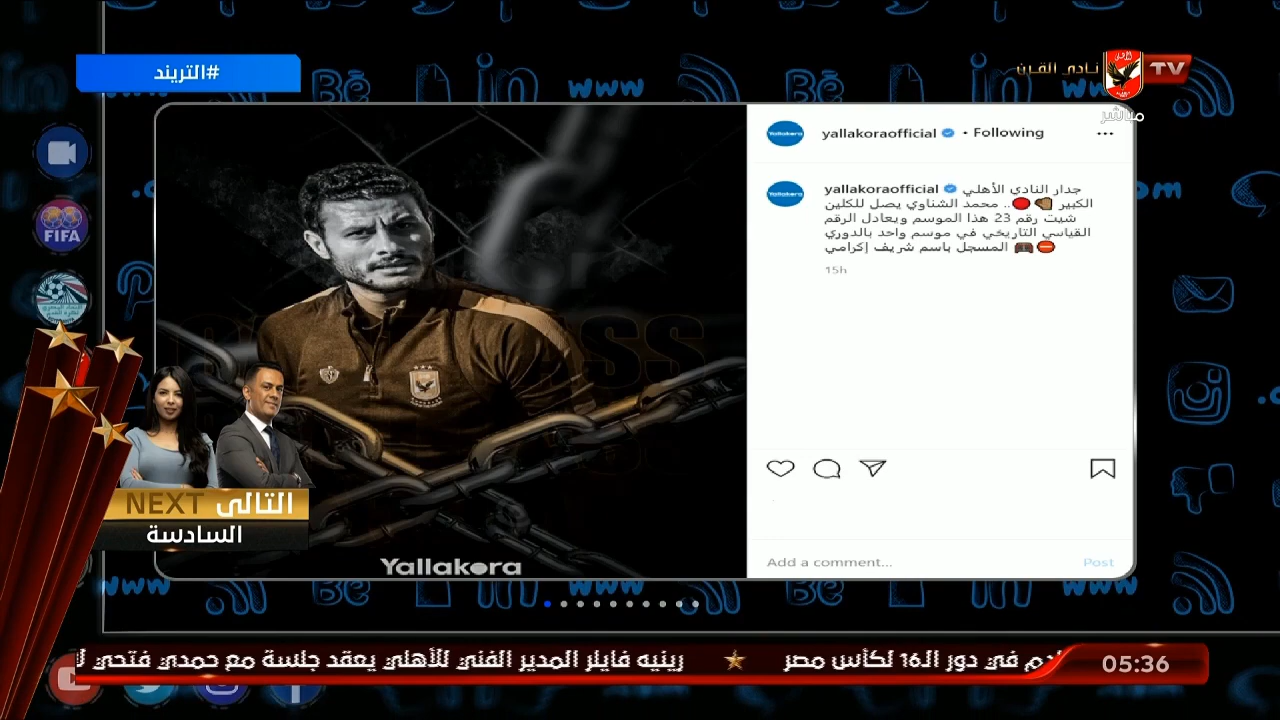 #التريند
نادي القرن
TV
مباشر
yallakoraofficial • Following
yallakoraofficial جدار النادي الأهلي
الكبير .. محمد الشناوي يصل للكلين
شيت رقم 23 هذا الموسم ويعادل الرقم
القياسي التاريخي في موسم واحد بالدوري
المسجل باسم شريف إكرامي
15h
FIFA
Yallakora
Add a comment...
Post
NEXT التالى
السادسة
في دور الـ16 لكأس مصر
رينيه فايلر المدير الفني للأهلي يعقد جلسة مع حمدي فتحي
05:36